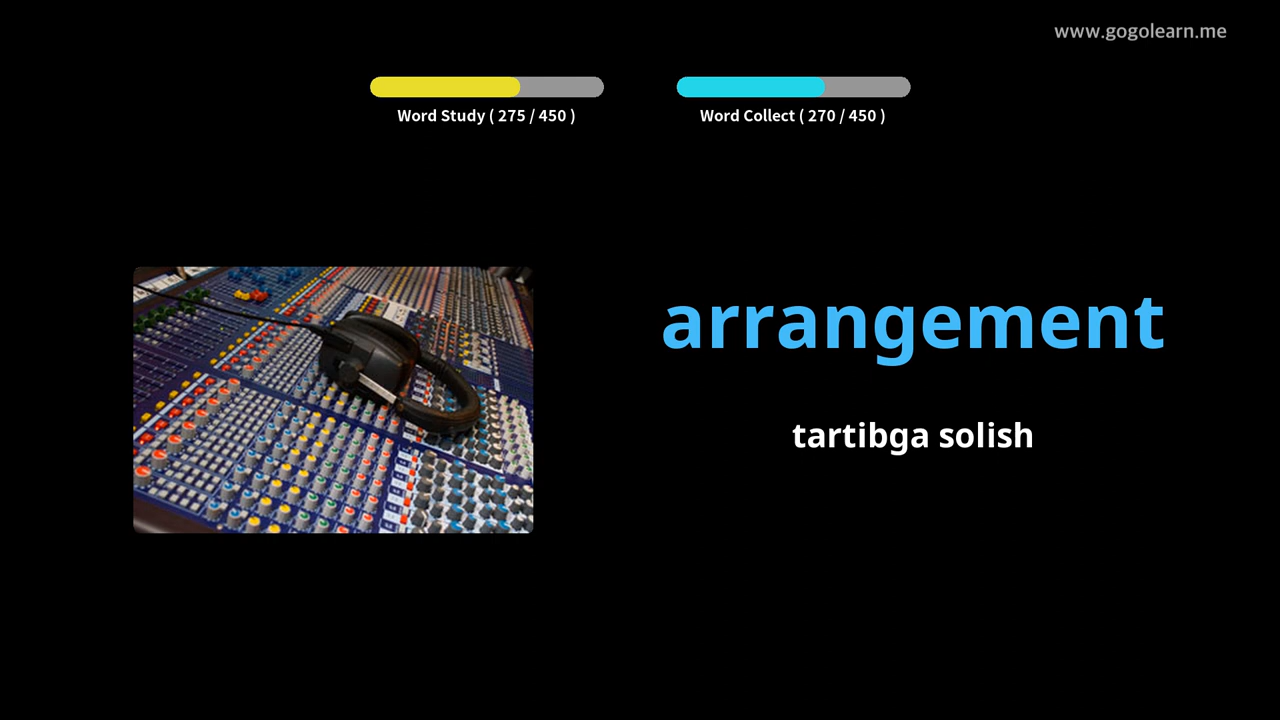 www.gogolearn.me
Word Study ( 275 / 450 )
Word Collect ( 270 / 450 )
arrangement
tartibga solish